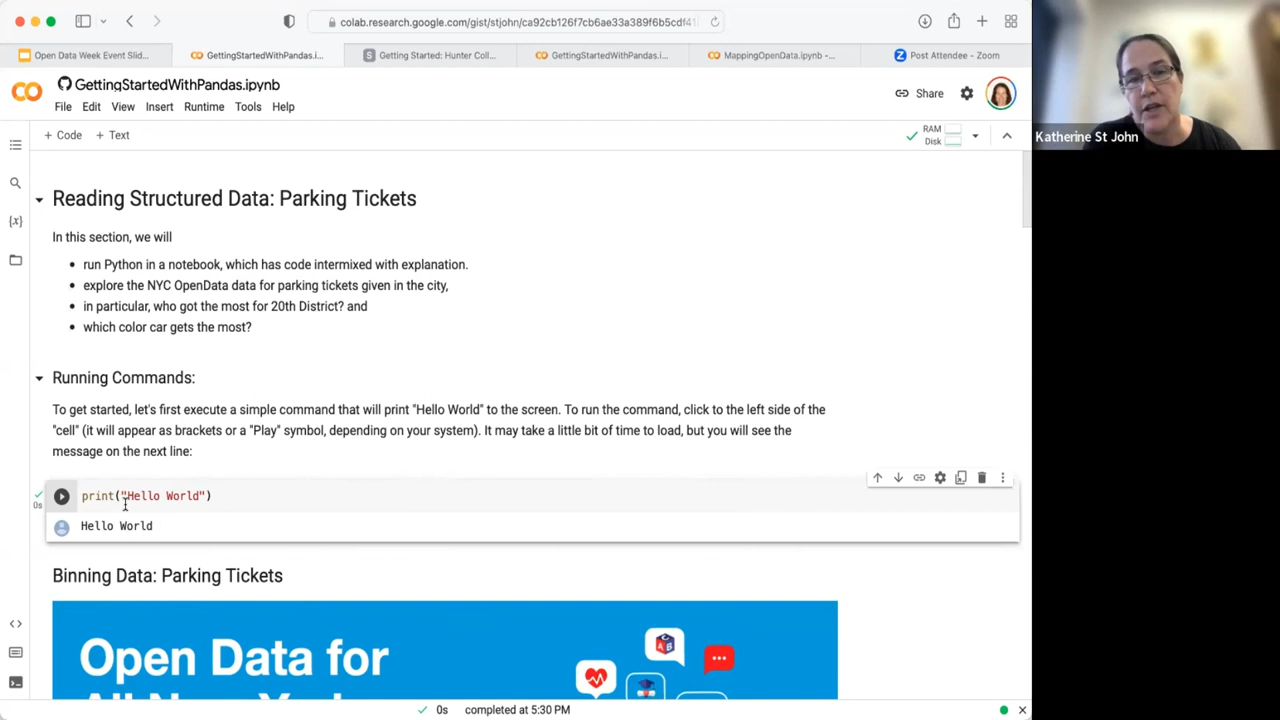 colab.research.google.com/gist/stjohn/ca92cb126f7cb6ae33a389f6b5cdf41
Open Data Week Event Slid...
GettingStartedWithPandas.i...
Getting Started: Hunter Coll...
GettingStartedWithPandas.i...
MappingOpenData.ipynb -...
Post Attendee - Zoom
GettingStartedWithPandas.ipynb
File Edit View Insert Runtime Tools Help
Share
+ Code + Text
RAM
Disk
Katherine St John
Reading Structured Data: Parking Tickets
In this section, we will
• run Python in a notebook, which has code intermixed with explanation.
• explore the NYC OpenData data for parking tickets given in the city,
• in particular, who got the most for 20th District? and
• which color car gets the most?
Running Commands:
To get started, let's first execute a simple command that will print "Hello World" to the screen. To run the command, click to the left side of the
"cell" (it will appear as brackets or a "Play" symbol, depending on your system). It may take a little bit of time to load, but you will see the
message on the next line:
print("Hello World")
0s
Hello World
Binning Data: Parking Tickets
Open Data for
All New Yorkers
0s completed at 5:30 PM